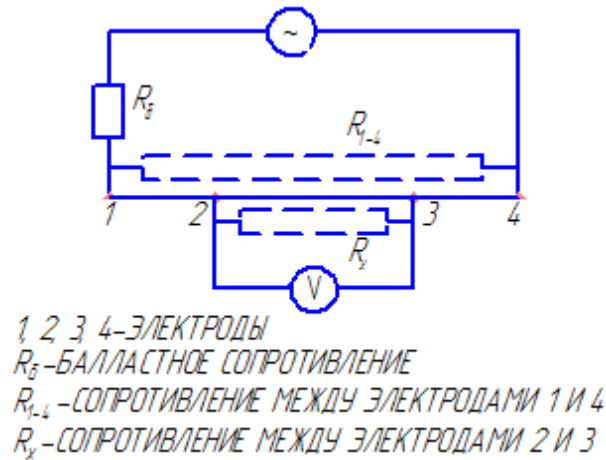 ~
R_б
R_1-4
1 2 3 4
R_x
V
1, 2, 3, 4-ЭЛЕКТРОДЫ
R_б-БАЛЛАСТНОЕ СОПРОТИВЛЕНИЕ
R_1-4-СОПРОТИВЛЕНИЕ МЕЖДУ ЭЛЕКТРОДАМИ 1 И 4
R_x-СОПРОТИВЛЕНИЕ МЕЖДУ ЭЛЕКТРОДАМИ 2 И 3